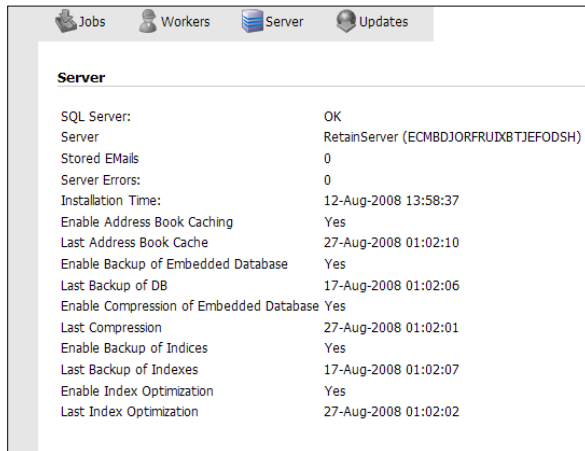 Jobs Workers Server Updates
Server
SQL Server: OK
Server RetainServer (ECMBDJORFRUIXBTJEFODSH)
Stored EMails 0
Server Errors: 0
Installation Time: 12-Aug-2008 13:58:37
Enable Address Book Caching Yes
Last Address Book Cache 27-Aug-2008 01:02:10
Enable Backup of Embedded Database Yes
Last Backup of DB 17-Aug-2008 01:02:06
Enable Compression of Embedded Database Yes
Last Compression 27-Aug-2008 01:02:01
Enable Backup of Indices Yes
Last Backup of Indexes 17-Aug-2008 01:02:07
Enable Index Optimization Yes
Last Index Optimization 27-Aug-2008 01:02:02